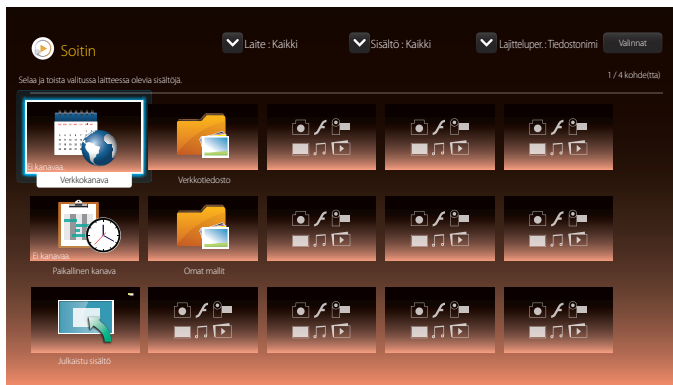 Soitin
Laite : Kaikki
Sisältö : Kaikki
Lajitteluper.: Tiedostonimi
Valinnat
Selaa ja toista valitussa laitteessa olevia sisältöjä.
1 / 4 kohde(tta)
Ei kanavaa.
Verkkokanava
Verkkotiedosto
Ei kanavaa.
Paikallinen kanava
Omat mallit
Julkaistu sisältö